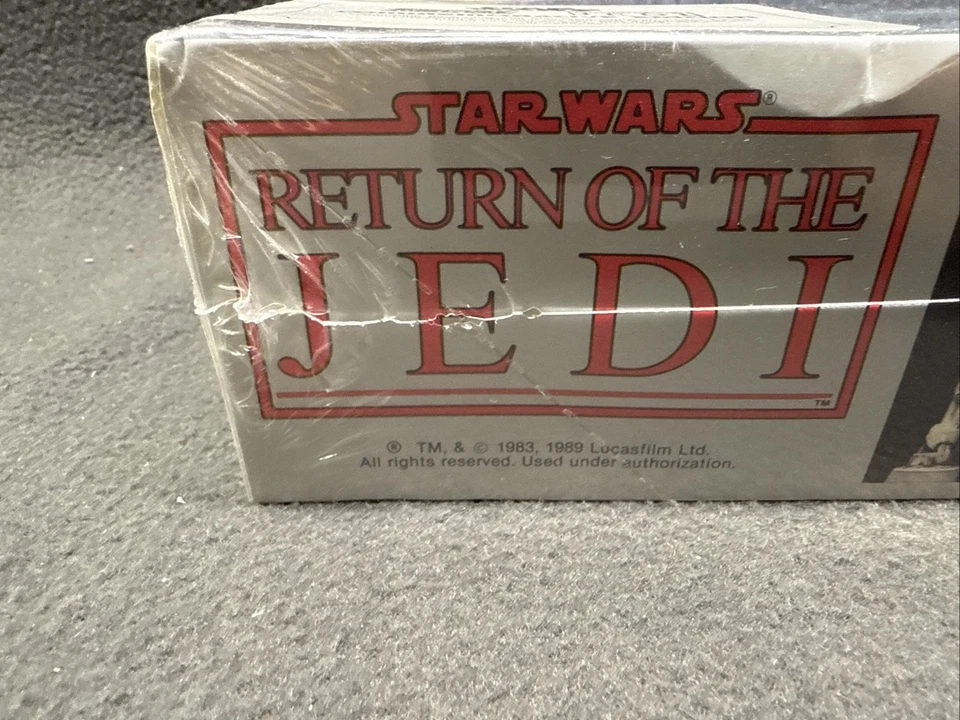 STAR WARS®
RETURN OF THE
JEDI
TM
® TM, & © 1983, 1989 Lucasfilm Ltd.
All rights reserved. Used under authorization.